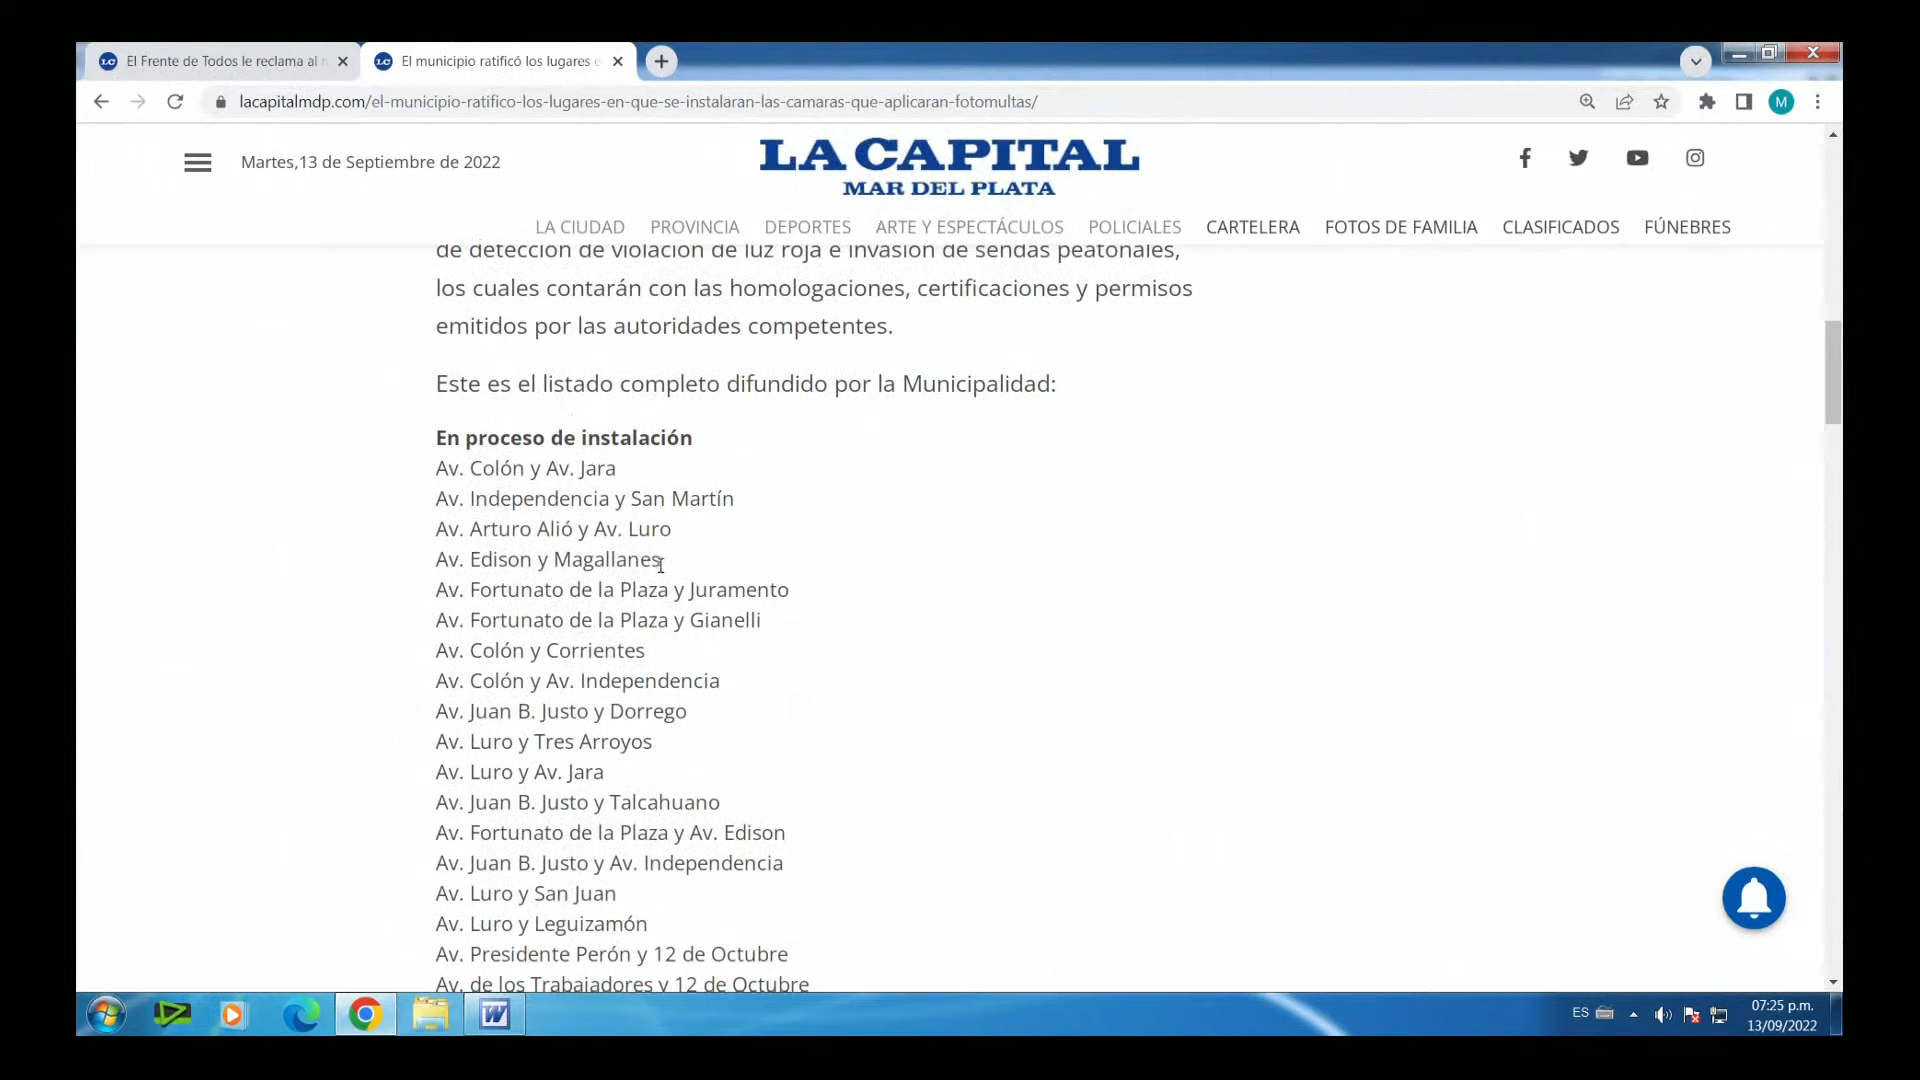 El Frente de Todos le reclama al
El municipio ratificó los lugares e
lacapitalmdp.com/el-municipio-ratifico-los-lugares-en-que-se-instalaran-las-camaras-que-aplicaran-fotomultas/
M
Martes,13 de Septiembre de 2022
LA CAPITAL
MAR DEL PLATA
LA CIUDAD PROVINCIA DEPORTES ARTE Y ESPECTÁCULOS POLICIALES CARTELERA FOTOS DE FAMILIA CLASIFICADOS FÚNEBRES
de detección de violación de luz roja e invasión de sendas peatonales,
los cuales contarán con las homologaciones, certificaciones y permisos
emitidos por las autoridades competentes.
Este es el listado completo difundido por la Municipalidad:
En proceso de instalación
Av. Colón y Av. Jara
Av. Independencia y San Martín
Av. Arturo Alió y Av. Luro
Av. Edison y Magallanes
Av. Fortunato de la Plaza y Juramento
Av. Fortunato de la Plaza y Gianelli
Av. Colón y Corrientes
Av. Colón y Av. Independencia
Av. Juan B. Justo y Dorrego
Av. Luro y Tres Arroyos
Av. Luro y Av. Jara
Av. Juan B. Justo y Talcahuano
Av. Fortunato de la Plaza y Av. Edison
Av. Juan B. Justo y Av. Independencia
Av. Luro y San Juan
Av. Luro y Leguizamón
Av. Presidente Perón y 12 de Octubre
Av. de los Trabajadores y 12 de Octubre
ES
07:25 p.m.
13/09/2022